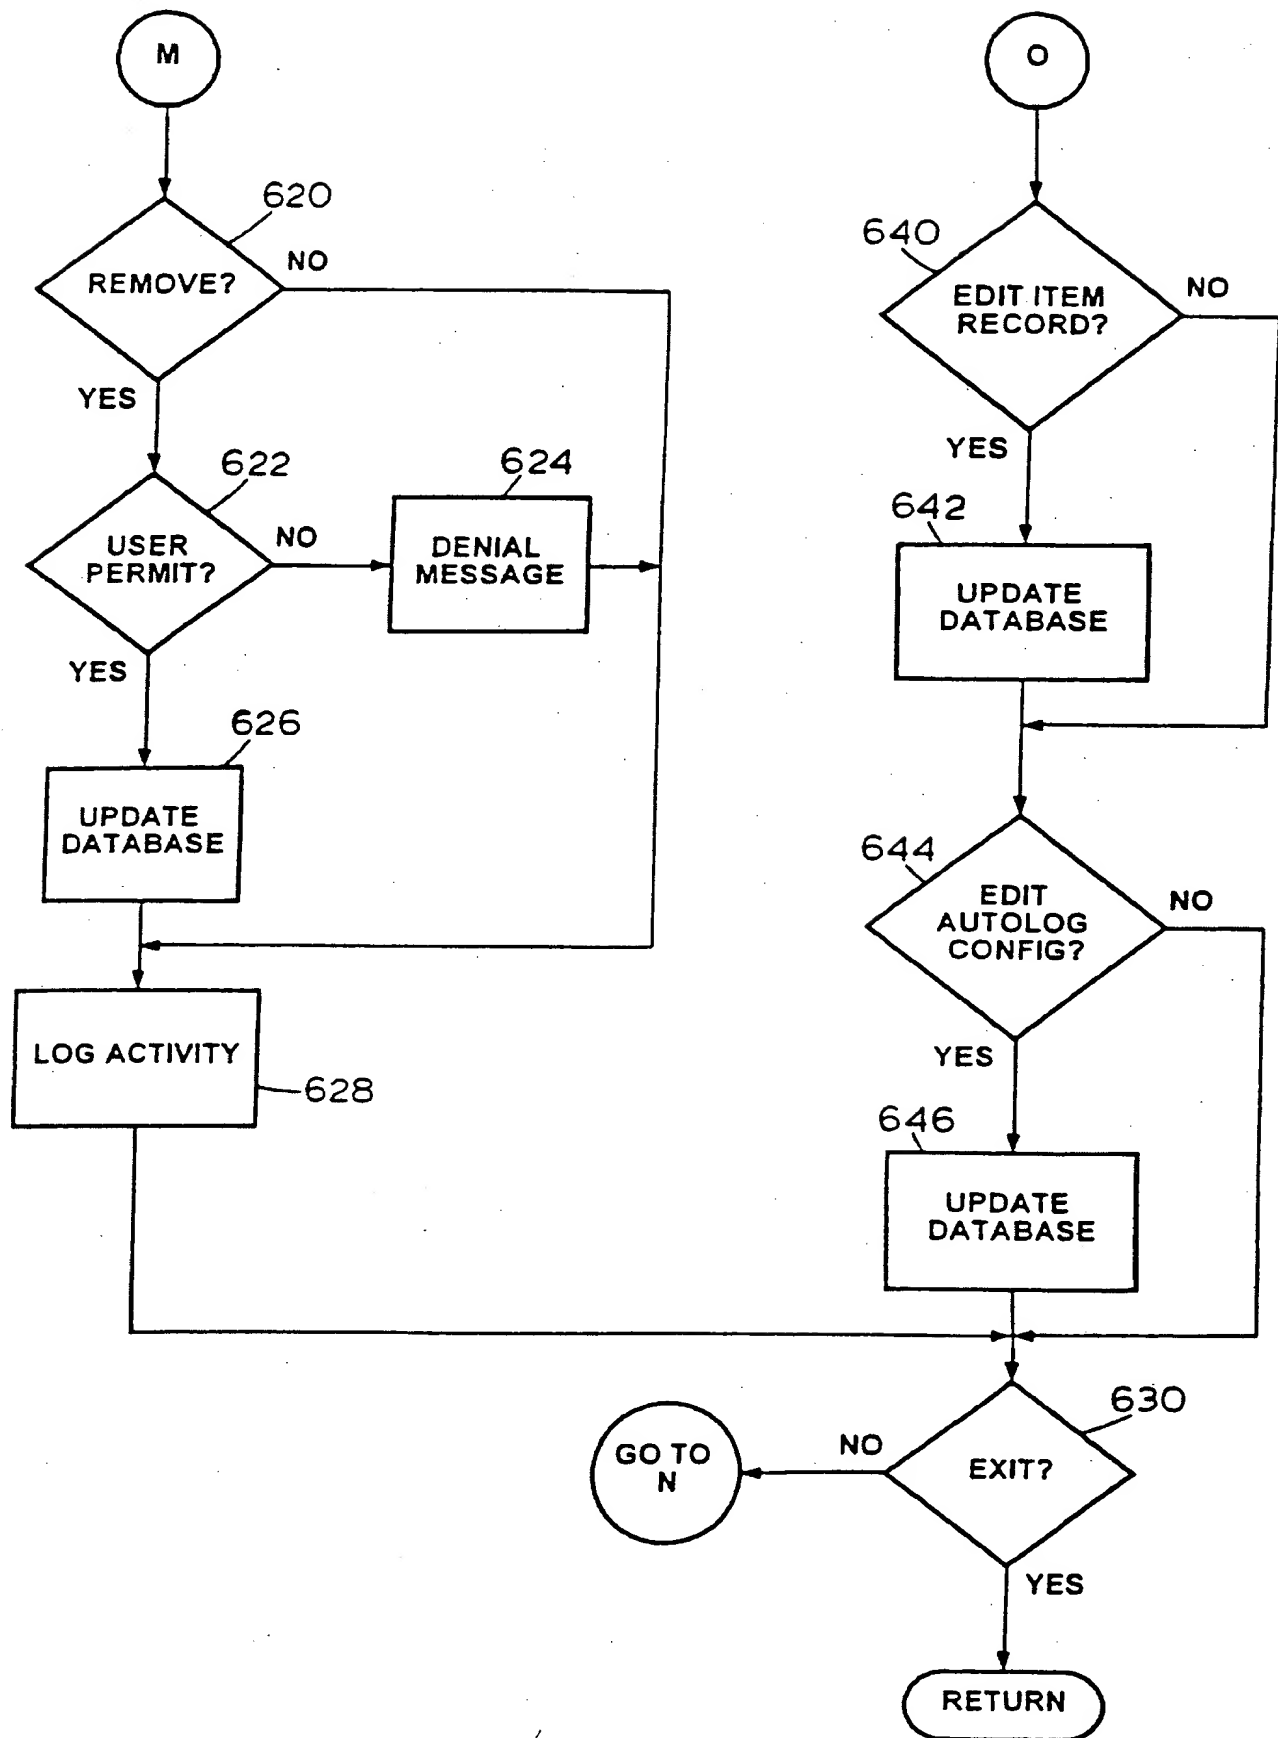 M
620
REMOVE?
NO
YES
622
USER
PERMIT?
NO
624
DENIAL
MESSAGE
YES
626
UPDATE
DATABASE
LOG ACTIVITY
628
O
640
EDIT ITEM
RECORD?
NO
YES
642
UPDATE
DATABASE
644
EDIT
AUTOLOG
CONFIG?
NO
YES
646
UPDATE
DATABASE
630
EXIT?
NO
GO TO
N
YES
RETURN